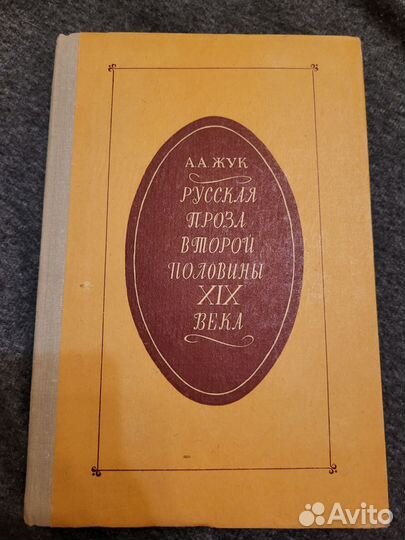 А.А. ЖУК
РУССКАЯ
ПРОЗА
ВТОРОЙ
ПОЛОВИНЫ
XIX
ВЕКА
Avito